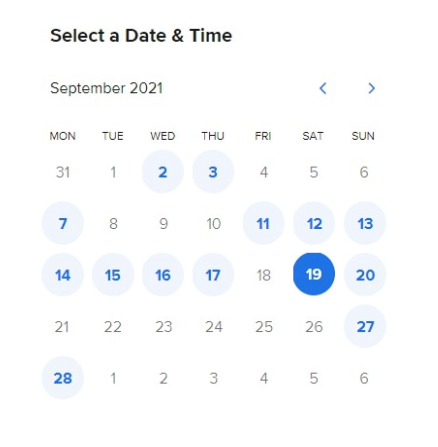 Select a Date & Time
September 2021
MON TUE WED THU FRI SAT SUN
31 1 2 3 4 5 6
7 8 9 10 11 12 13
14 15 16 17 18 19 20
21 22 23 24 25 26 27
28 1 2 3 4 5 6